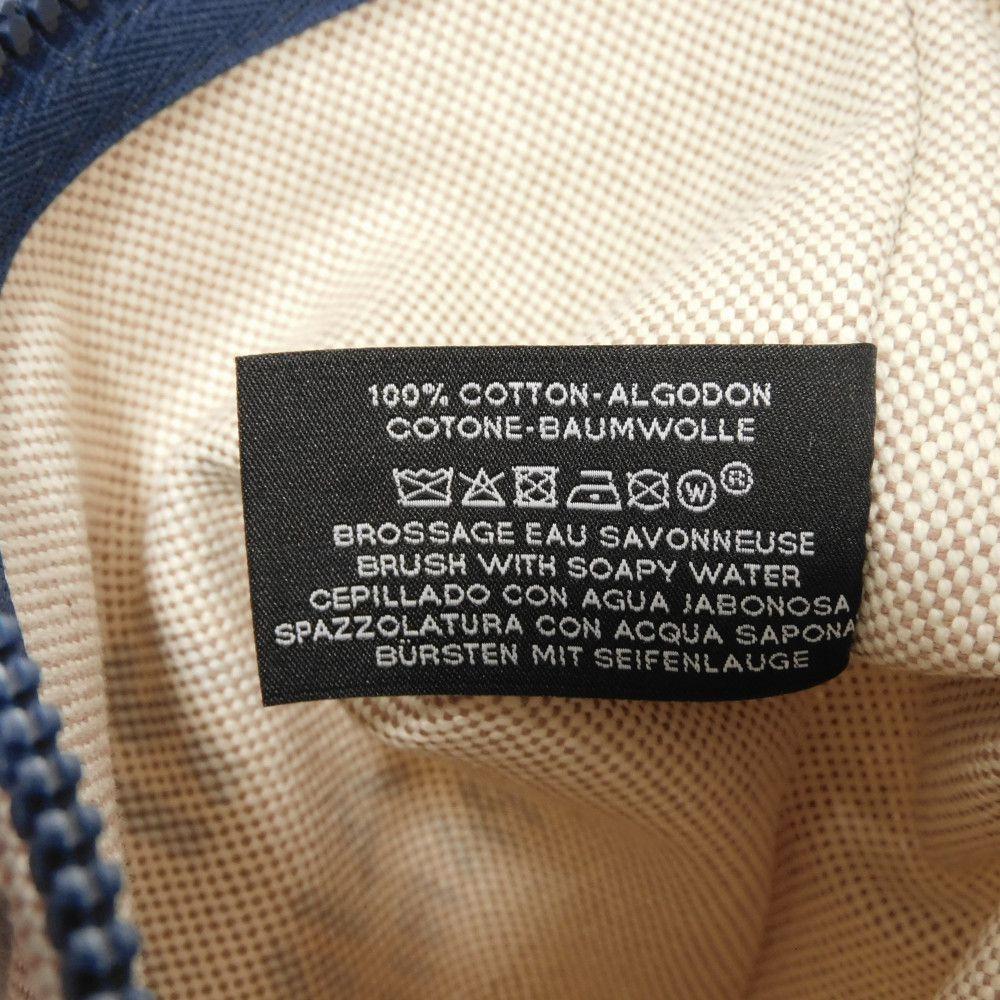 100% COTTON-ALGODON
COTONE-BAUMWOLLE
W ®
BROSSAGE EAU SAVONNEUSE
BRUSH WITH SOAPY WATER
CEPILLADO CON AGUA JABONOSA
SPAZZOLATURA CON ACQUA SAPONA
BÜRSTEN MIT SEIFENLAUGE